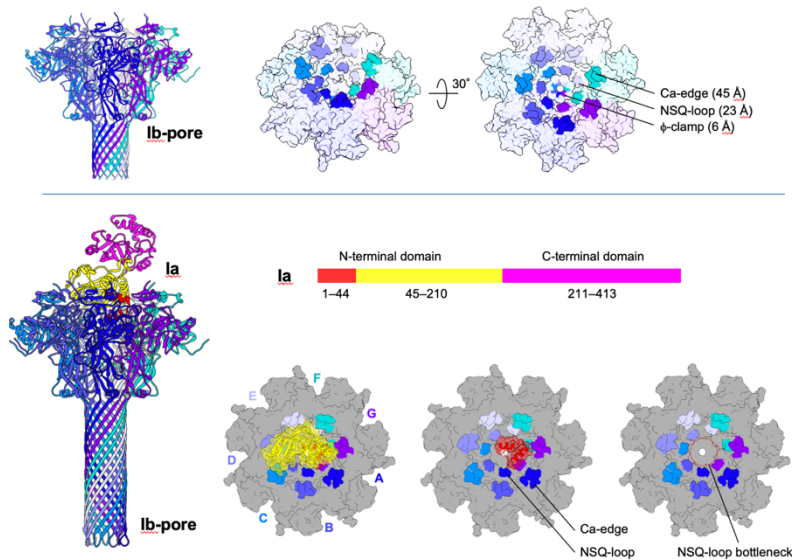 30°
Ca-edge (45 Å)
NSQ-loop (23 Å)
ϕ-clamp (6 Å)
Ib-pore
Ia
N-terminal domain
C-terminal domain
Ia
1–44
45–210
211–413
F
E
G
D
A
C
B
Ca-edge
NSQ-loop
NSQ-loop bottleneck
Ib-pore